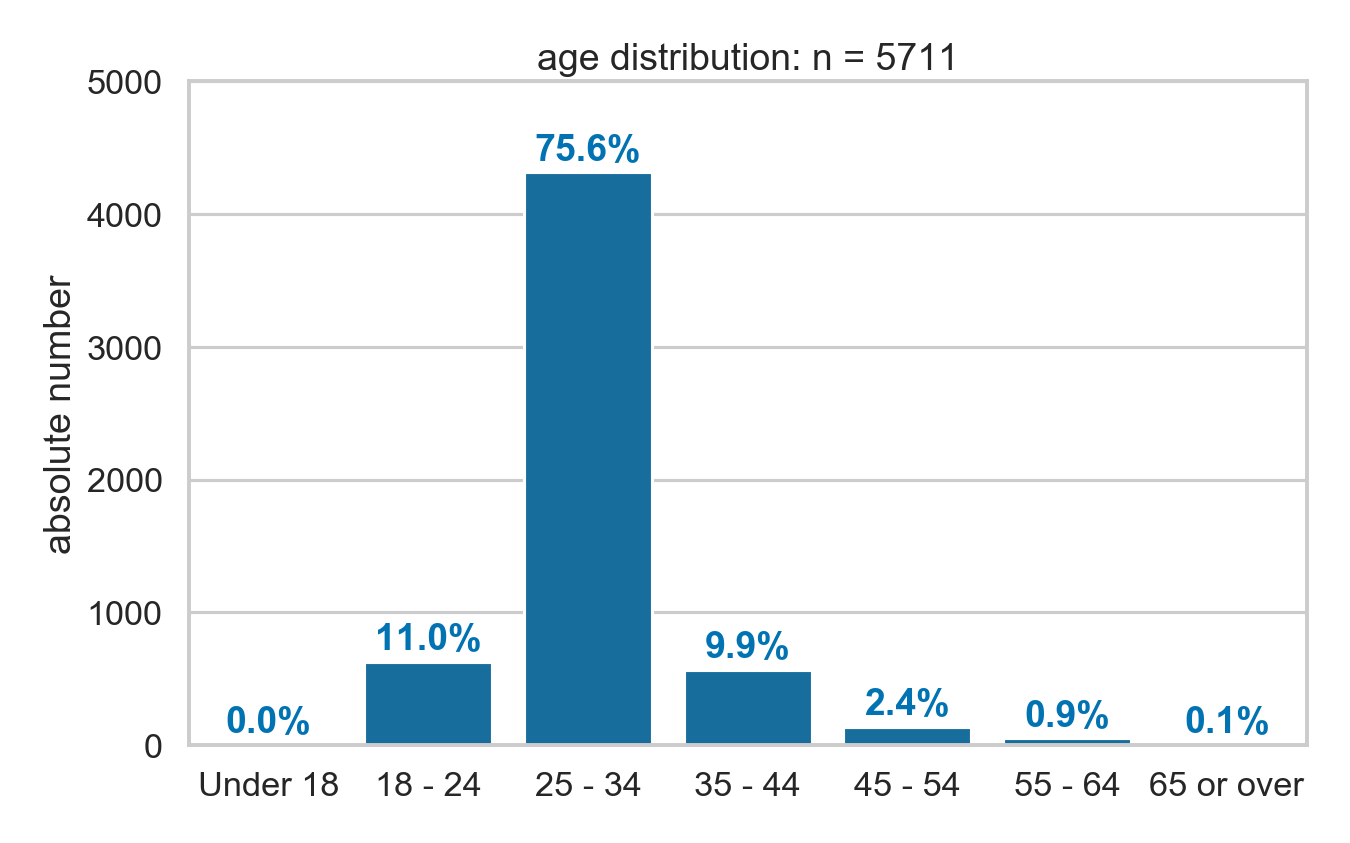 age distribution: n = 5711
5000
4000
3000
2000
1000
0
absolute number
75.6%
11.0%
9.9%
2.4%
0.9%
0.0%
0.1%
Under 18
18 - 24
25 - 34
35 - 44
45 - 54
55 - 64
65 or over